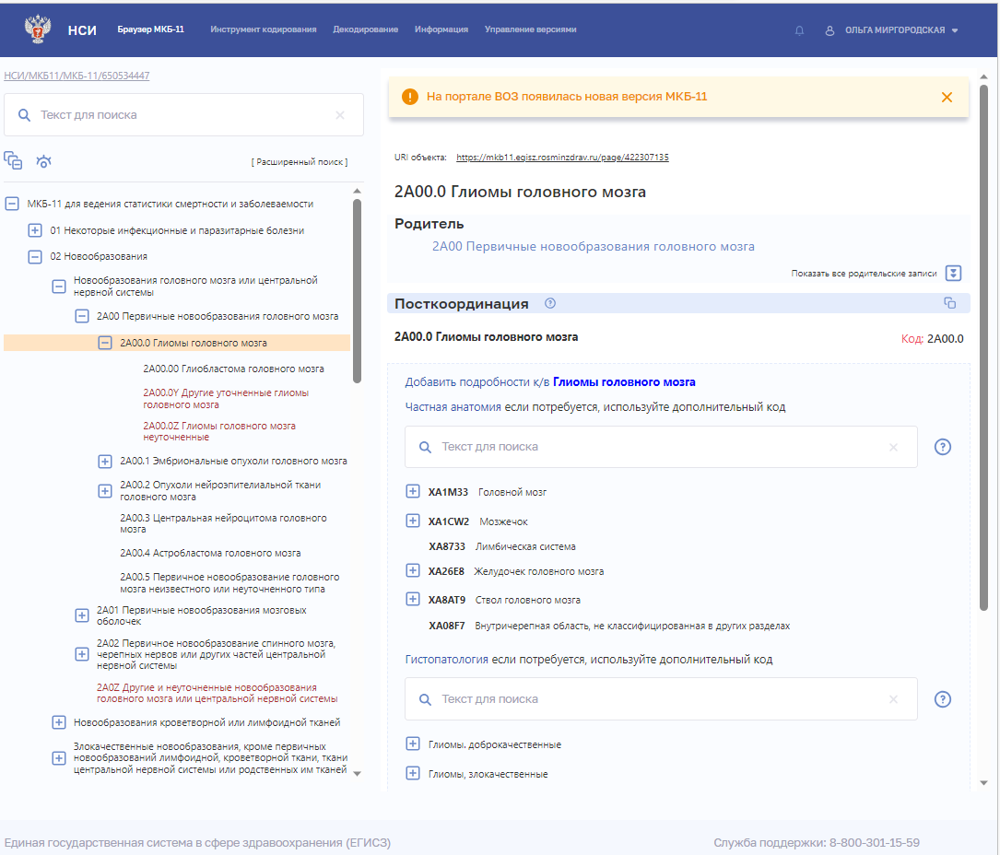 НСИ
Браузер МКБ-11
Инструмент кодирования
Декодирование
Информация
Управление версиями
ОЛЬГА МИРГОРОДСКАЯ
НСИ/МКБ11/МКБ-11/650534447
Текст для поиска
[ Расширенный поиск ]
МКБ-11 для ведения статистики смертности и заболеваемости
01 Некоторые инфекционные и паразитарные болезни
02 Новообразования
Новообразования головного мозга или центральной
нервной системы
2A00 Первичные новообразования головного мозга
2A00.0 Глиомы головного мозга
2A00.00 Глиобластома головного мозга
2A00.0Y Другие уточненные глиомы
головного мозга
2A00.0Z Глиомы головного мозга
неуточненные
2A00.1 Эмбриональные опухоли головного мозга
2A00.2 Опухоли нейроэпителиальной ткани
головного мозга
2A00.3 Центральная нейроцитома головного
мозга
2A00.4 Астробластома головного мозга
2A00.5 Первичное новообразование головного
мозга неизвестного или неуточненного типа
2A01 Первичные новообразования мозговых
оболочек
2A02 Первичное новообразование спинного мозга,
черепных нервов или других частей центральной
нервной системы
2A0Z Другие и неуточненные новообразования
головного мозга или центральной нервной системы
Новообразования кроветворной или лимфоидной тканей
Злокачественные новообразования, кроме первичных
новообразований лимфоидной, кроветворной ткани, ткани
центральной нервной системы или родственных им тканей
На портале ВОЗ появилась новая версия МКБ-11
URI объекта: https://mkb11.egisz.rosminzdrav.ru/page/422307135
2A00.0 Глиомы головного мозга
Родитель
2A00 Первичные новообразования головного мозга
Показать все родительские записи
Посткоординация
2A00.0 Глиомы головного мозга
Код: 2A00.0
Добавить подробности к/в Глиомы головного мозга
Частная анатомия если потребуется, используйте дополнительный код
Текст для поиска
XA1M33 Головной мозг
XA1CW2 Мозжечок
XA8733 Лимбическая система
XA26E8 Желудочек головного мозга
XA8AT9 Ствол головного мозга
XA08F7 Внутричерепная область, не классифицированная в других разделах
Гистопатология если потребуется, используйте дополнительный код
Текст для поиска
Глиомы. доброкачественные
Глиомы, злокачественные
Единая государственная система в сфере здравоохранения (ЕГИСЗ)
Служба поддержки: 8-800-301-15-59